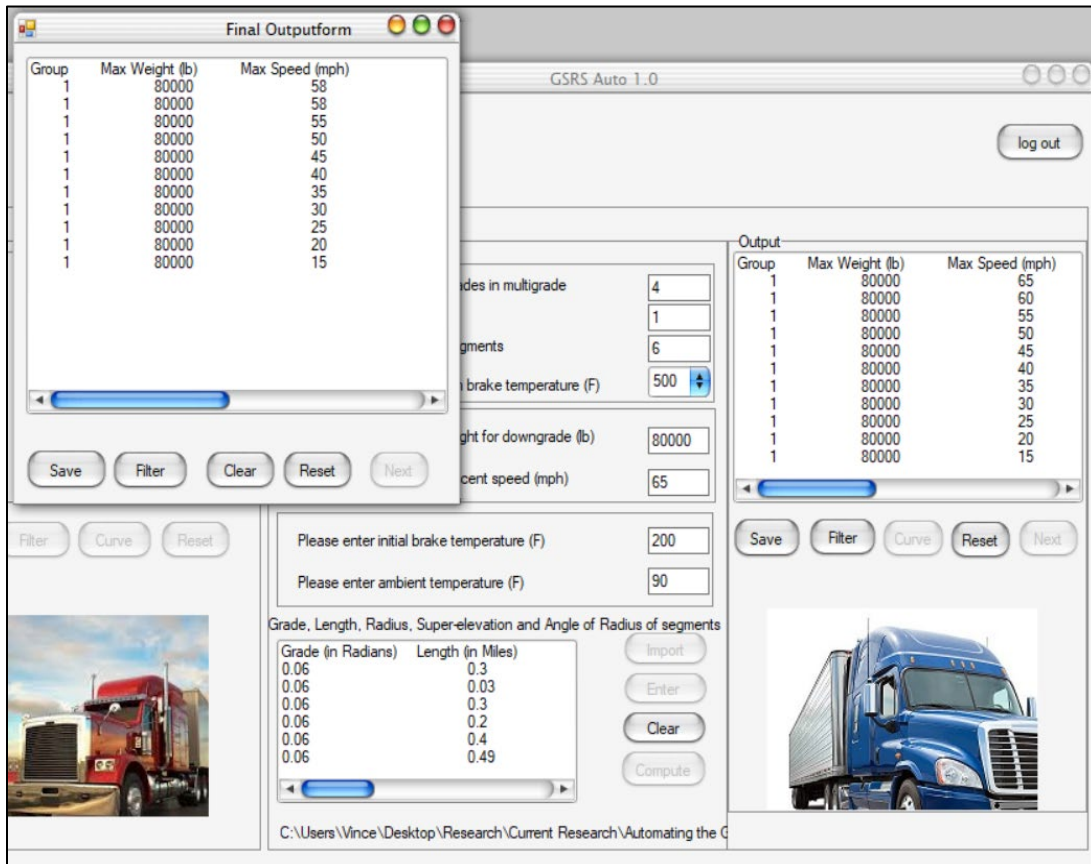 Final Outputform
Group Max Weight (lb) Max Speed (mph)
1 80000 58
1 80000 58
1 80000 55
1 80000 50
1 80000 45
1 80000 40
1 80000 35
1 80000 30
1 80000 25
1 80000 20
1 80000 15
Save Filter Clear Reset Next
GSRS Auto 1.0
log out
Filter Curve Reset
ades in multigrade 4
1
gments 6
brake temperature (F) 500
ght for downgrade (lb) 80000
cent speed (mph) 65
Please enter initial brake temperature (F) 200
Please enter ambient temperature (F) 90
Grade, Length, Radius, Super-elevation and Angle of Radius of segments
Grade (in Radians) Length (in Miles)
0.06 0.3
0.06 0.03
0.06 0.3
0.06 0.2
0.06 0.4
0.06 0.49
Import
Enter
Clear
Compute
C:\Users\Vince\Desktop\Research\Current Research\Automating the G
Output
Group Max Weight (lb) Max Speed (mph)
1 80000 65
1 80000 60
1 80000 55
1 80000 50
1 80000 45
1 80000 40
1 80000 35
1 80000 30
1 80000 25
1 80000 20
1 80000 15
Save Filter Curve Reset Next